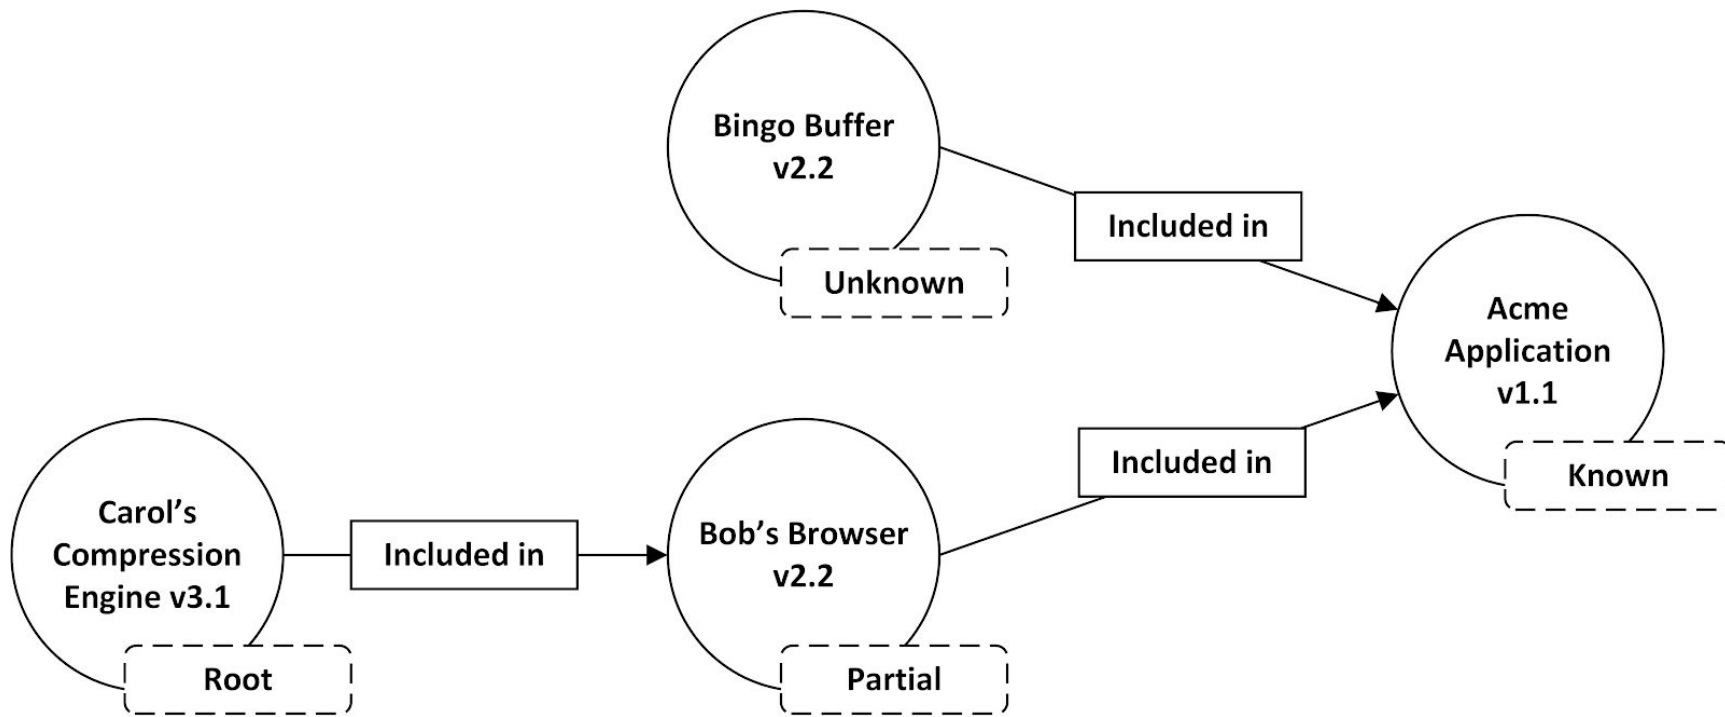 Bingo Buffer
v2.2
Unknown
Included in
Acme
Application
v1.1
Known
Carol’s
Compression
Engine v3.1
Root
Included in
Bob’s Browser
v2.2
Partial
Included in